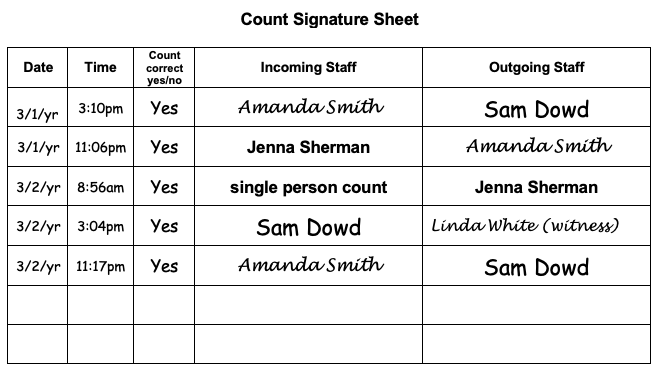 Count Signature Sheet
Date Time Count correct yes/no Incoming Staff Outgoing Staff
3/1/yr 3:10pm Yes Amanda Smith Sam Dowd
3/1/yr 11:06pm Yes Jenna Sherman Amanda Smith
3/2/yr 8:56am Yes single person count Jenna Sherman
3/2/yr 3:04pm Yes Sam Dowd Linda White (witness)
3/2/yr 11:17pm Yes Amanda Smith Sam Dowd